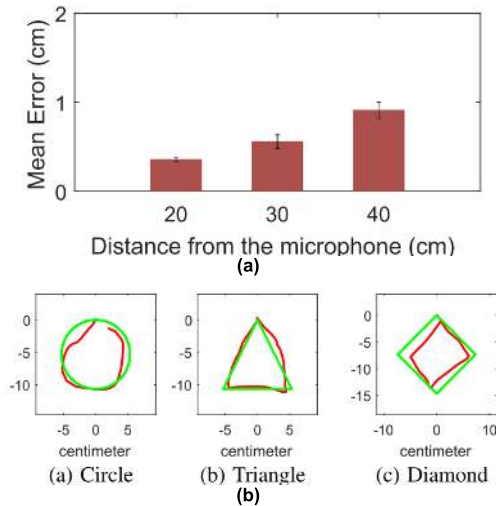 2
1
0
Mean Error (cm)
20 30 40
Distance from the microphone (cm)
(a)
0
-5
-10
-5 0 5
centimeter
(a) Circle
0
-5
-10
-5 0 5
centimeter
(b) Triangle
0
-5
-10
-15
-10 0 10
centimeter
(c) Diamond
(b)